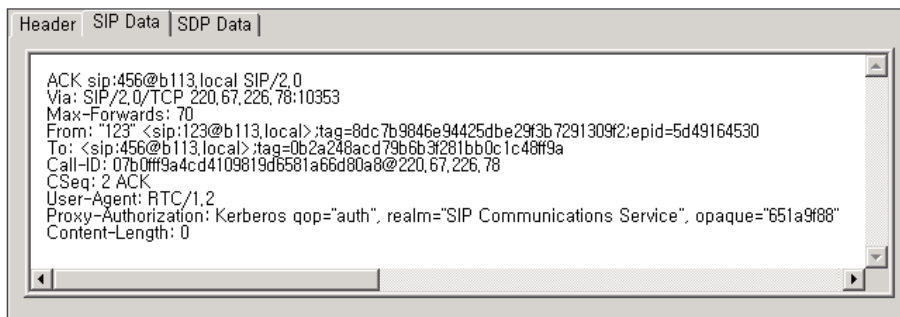 Header SIP Data SDP Data
ACK sip:456@b113.local SIP/2.0
Via: SIP/2.0/TCP 220.67.226.78:10353
Max-Forwards: 70
From: "123" <sip:123@b113.local>;tag=8dc7b9846e94425dbe29f3b7291309f2;epid=5d49164530
To: <sip:456@b113.local>;tag=0b2a248acd79b6b3f281bb0c1c48ff9a
Call-ID: 07b0fff9a4cd4109819d6581a66d80a8@220.67.226.78
CSeq: 2 ACK
User-Agent: RTC/1.2
Proxy-Authorization: Kerberos qop="auth", realm="SIP Communications Service", opaque="651a9f88"
Content-Length: 0